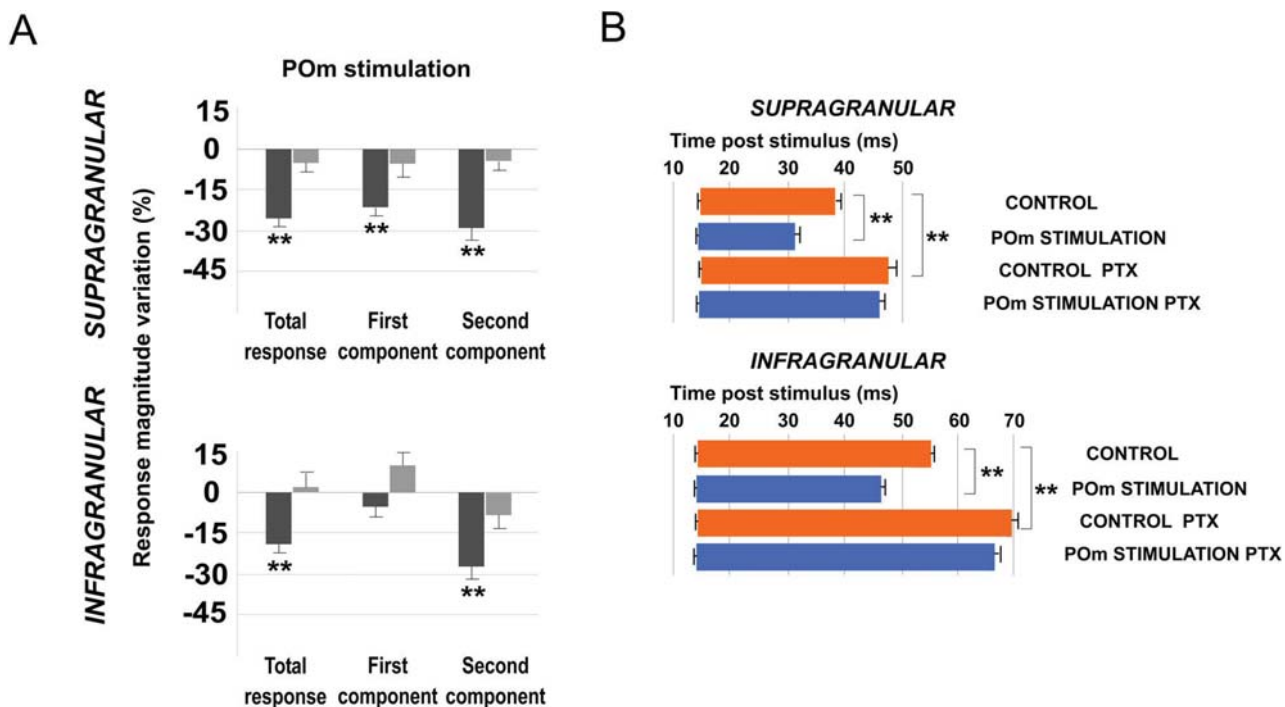 A
POm stimulation
SUPRAGRANULAR
INFRAGRANULAR
Response magnitude variation (%)
15
0
-15
-30
-45
** ** **
Total First Second
response component component
15
0
-15
-30
-45
** **
Total First Second
response component component
B
SUPRAGRANULAR
Time post stimulus (ms)
10 20 30 40 50
CONTROL
** POm STIMULATION
** CONTROL PTX
POm STIMULATION PTX
INFRAGRANULAR
Time post stimulus (ms)
10 20 30 40 50 60 70
CONTROL
** POm STIMULATION
** CONTROL PTX
POm STIMULATION PTX